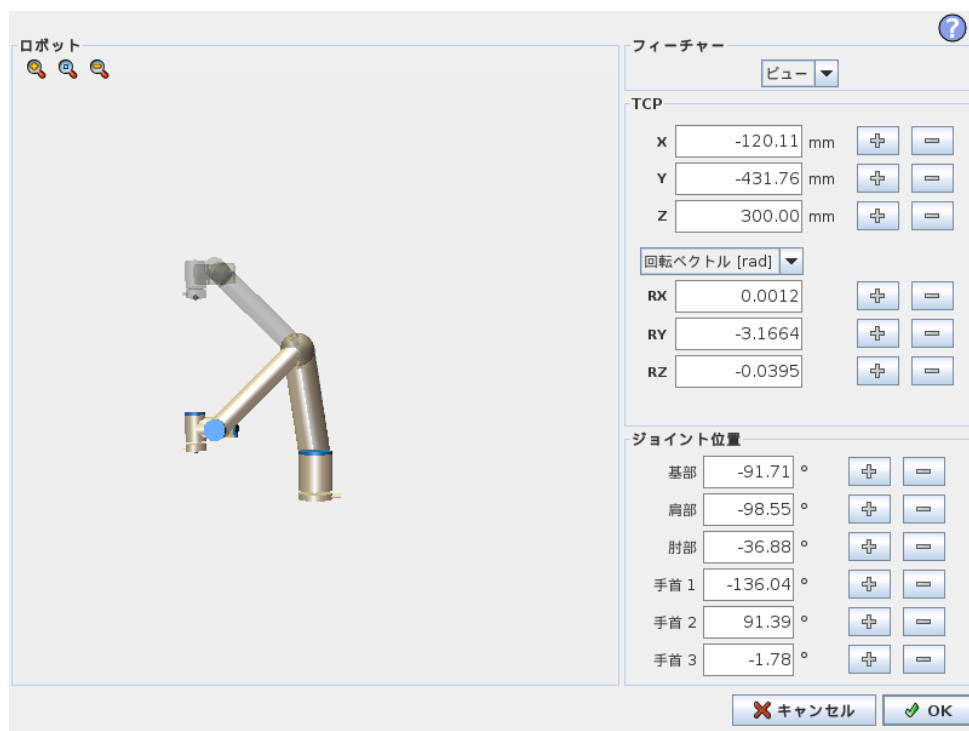 ?
ロボット
フィーチャー
ビュー
TCP
X -120.11 mm
Y -431.76 mm
Z 300.00 mm
回転ベクトル [rad]
RX 0.0012
RY -3.1664
RZ -0.0395
ジョイント位置
基部 -91.71 °
肩部 -98.55 °
肘部 -36.88 °
手首 1 -136.04 °
手首 2 91.39 °
手首 3 -1.78 °
キャンセル OK